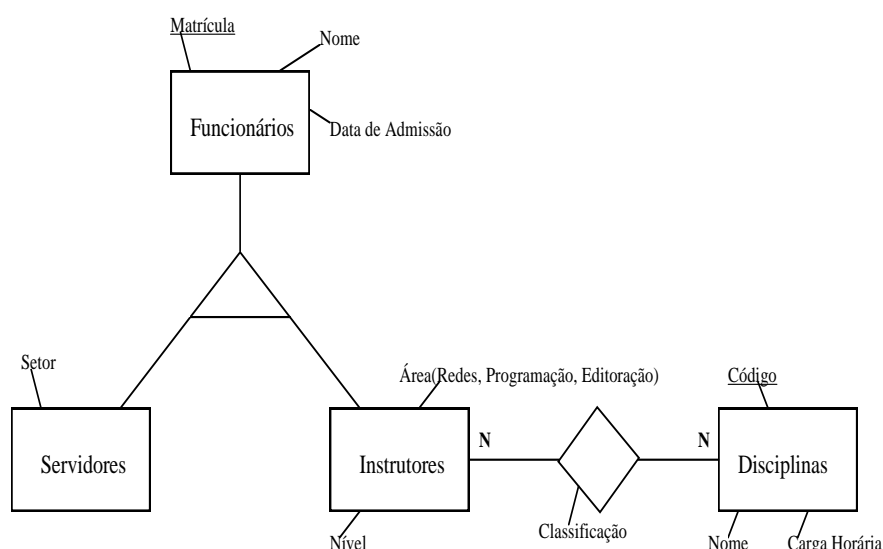 Matrícula
Nome
Funcionários
Data de Admissão
Setor
Área(Redes, Programação, Editoração)
Código
Servidores
N
Instrutores
N
Disciplinas
Classificação
Nível
Nome
Carga Horária